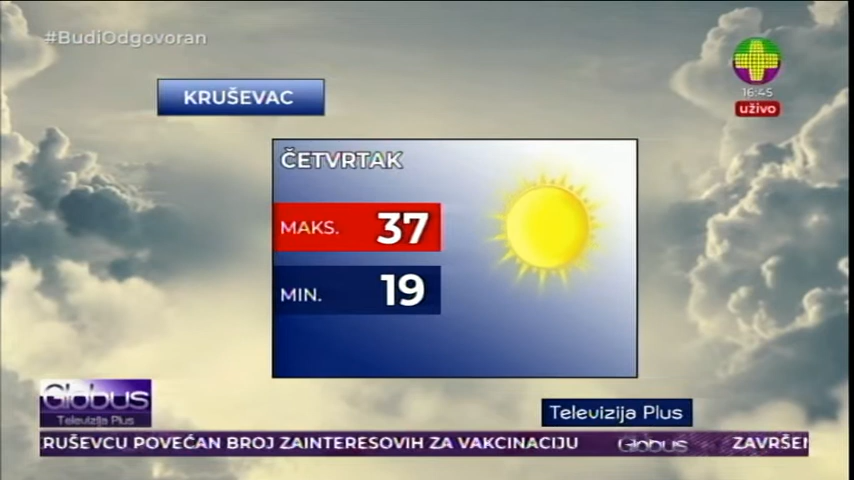 #BudiOdgovoran
16:45
uživo
KRUŠEVAC
ČETVRTAK
MAKS. 37
MIN. 19
Globus
Televizija Plus
Televizija Plus
RUŠEVCU POVEĆAN BROJ ZAINTERESOVIH ZA VAKCINACIJU Globus ZAVRŠEN